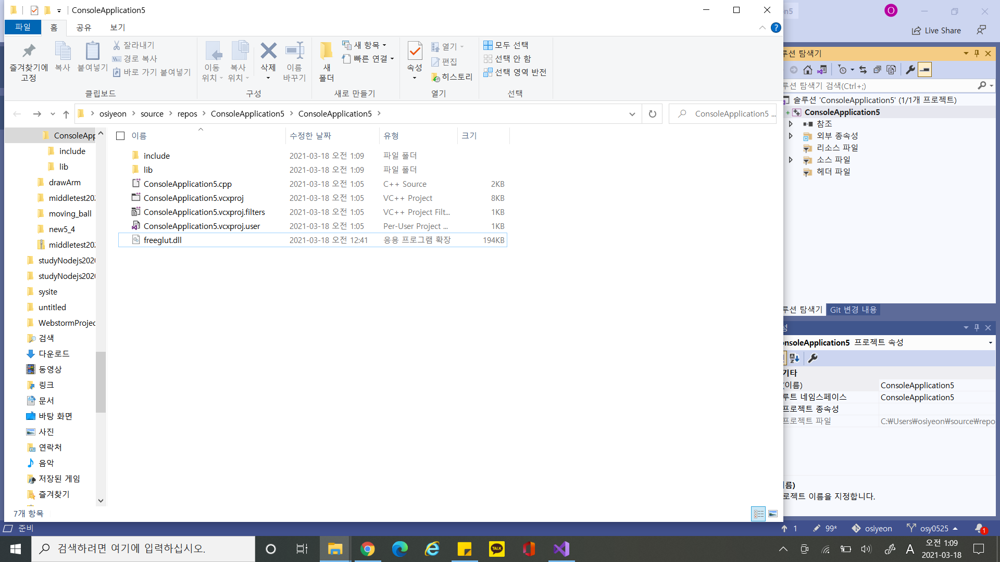 ConsoleApplication5
파일 홈 공유 보기
즐겨찾기에 고정
복사
붙여넣기
잘라내기
경로 복사
바로 가기 붙여넣기
클립보드
이동 위치
복사 위치
삭제
이름 바꾸기
구성
새 폴더
새 항목
빠른 연결
새로 만들기
속성
열기
편집
히스토리
열기
모두 선택
선택 안 함
선택 영역 반전
선택
osiyeon > source > repos > ConsoleApplication5 > ConsoleApplication5 >
ConsoleApplication5 ...
ConsoleApp
include
lib
drawArm
middletest202
moving_ball
new5_4
middletest202
studyNodejs2020
studyNodejs2020
sysite
untitled
WebstormProjec
검색
다운로드
동영상
링크
문서
바탕 화면
사진
연락처
음악
저장된 게임
즐겨찾기
이름 수정한 날짜 유형 크기
include 2021-03-18 오전 1:09 파일 폴더
lib 2021-03-18 오전 1:09 파일 폴더
ConsoleApplication5.cpp 2021-03-18 오전 1:05 C++ Source 2KB
ConsoleApplication5.vcxproj 2021-03-18 오전 1:05 VC++ Project 8KB
ConsoleApplication5.vcxproj.filters 2021-03-18 오전 1:05 VC++ Project Filt... 1KB
ConsoleApplication5.vcxproj.user 2021-03-18 오전 1:05 Per-User Project ... 1KB
freeglut.dll 2021-03-18 오전 12:41 응용 프로그램 확장 194KB
7개 항목
n5
O
Live Share
루션 탐색기
루션 탐색기 검색(Ctrl+;)
솔루션 'ConsoleApplication5' (1/1개 프로젝트)
ConsoleApplication5
참조
외부 종속성
리소스 파일
소스 파일
헤더 파일
루션 탐색기 Git 변경 내용
성
onsoleApplication5 프로젝트 속성
기타
(이름) ConsoleApplication5
루트 네임스페이스 ConsoleApplication5
프로젝트 종속성
프로젝트 파일 C:₩Users₩osiyeon₩source₩repo
름)
로젝트 이름을 지정합니다.
준비
1 99* osiyeon osy0525 1
검색하려면 여기에 입력하십시오.
TALK
A
오전 1:09
2021-03-18